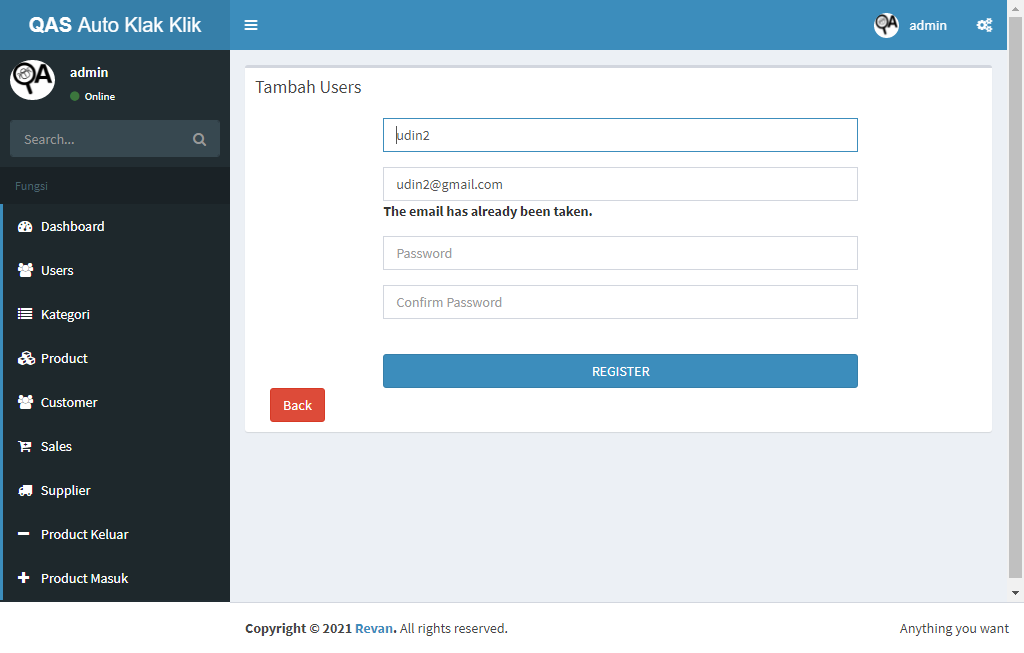 QAS Auto Klak Klik
admin
QA
admin
Online
Search...
Fungsi
Dashboard
Users
Kategori
Product
Customer
Sales
Supplier
Product Keluar
Product Masuk
QA
Tambah Users
udin2
udin2@gmail.com
The email has already been taken.
Password
Confirm Password
REGISTER
Back
Copyright © 2021 Revan. All rights reserved.
Anything you want